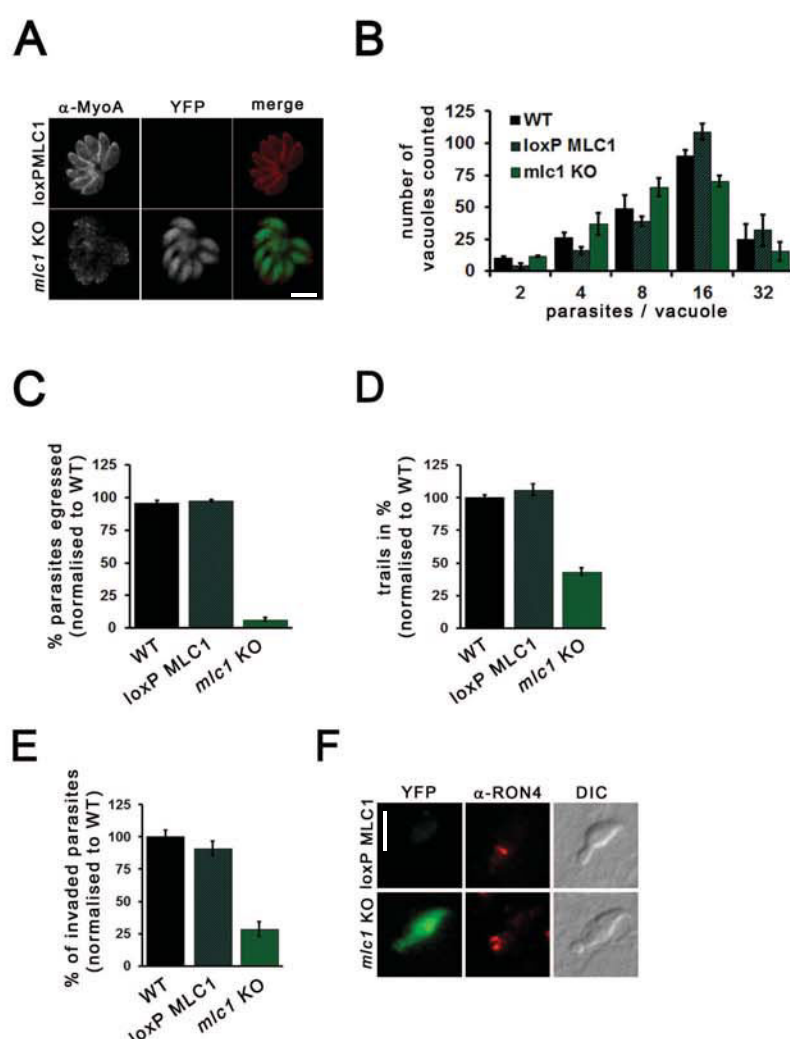 A
α-MyoA YFP merge
loxPMLC1
mlc1 KO
B
number of
vacuoles counted
125
100
75
50
25
0
WT
loxP MLC1
mlc1 KO
2 4 8 16 32
parasites / vacuole
C
% parasites egressed
(normalised to WT)
125
100
75
50
25
0
WT
loxP MLC1
mlc1 KO
D
trails in %
(normalised to WT)
125
100
75
50
25
0
WT
loxP MLC1
mlc1 KO
E
% of invaded parasites
(normalised to WT)
125
100
75
50
25
0
WT
loxP MLC1
mlc1 KO
F
YFP α-RON4 DIC
loxP MLC1
mlc1 KO